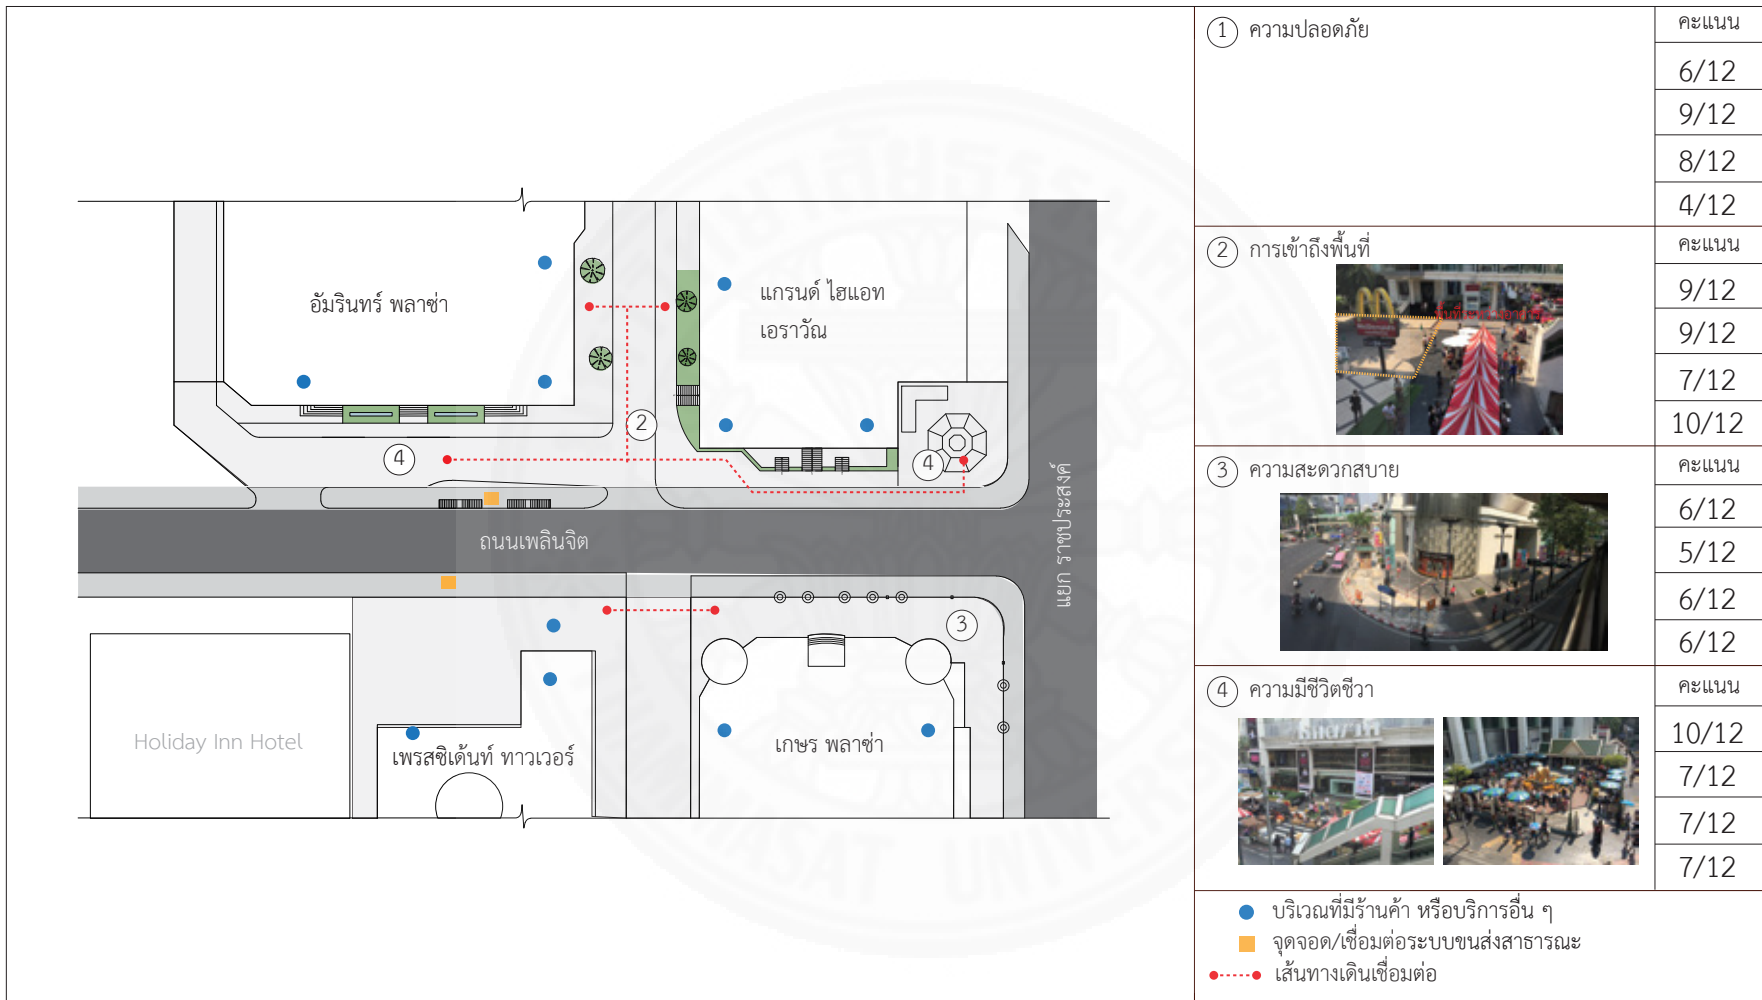 อัมรินทร์ พลาซ่า
แกรนด์ ไฮแอท
เอราวัณ
2
4
4
ถนนเพลินจิต
แยก ราชประสงค์
3
Holiday Inn Hotel
เพรสซิเด้นท์ ทาวเวอร์
เกษร พลาซ่า
1 ความปลอดภัย
คะแนน
6/12
9/12
8/12
4/12
2 การเข้าถึงพื้นที่
คะแนน
9/12
9/12
7/12
10/12
3 ความสะดวกสบาย
คะแนน
6/12
5/12
6/12
6/12
4 ความมีชีวิตชีวา
คะแนน
10/12
7/12
7/12
7/12
บริเวณที่มีร้านค้า หรือบริการอื่น ๆ
จุดจอด/เชื่อมต่อระบบขนส่งสาธารณะ
เส้นทางเดินเชื่อมต่อ